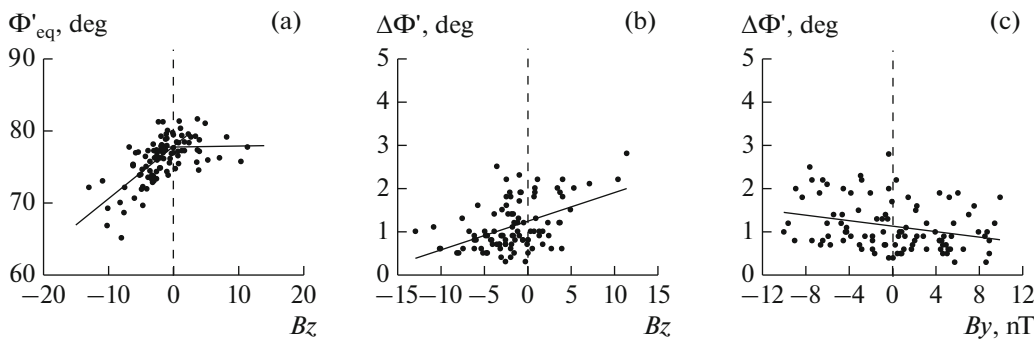 Φ'eq, deg (a)
90
80
70
60
−20 −10 0 10 20
Bz
ΔΦ', deg (b)
5
4
3
2
1
0
−15 −10 −5 0 5 10 15
Bz
ΔΦ', deg (c)
5
4
3
2
1
0
−12 −8 −4 0 4 8 12
By, nT